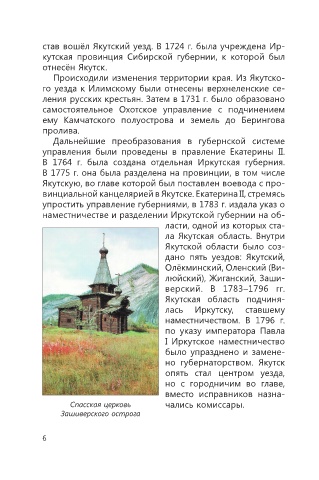 став вошёл Якутский уезд. В 1724 г. была учреждена Ир-
кутская провинция Сибирской губернии, к которой был
отнесён Якутск.
Происходили изменения территории края. Из Якутско-
го уезда к Илимскому были отнесены верхнеленские се-
ления русских крестьян. Затем в 1731 г. было образовано
самостоятельное Охотское управление с подчинением
ему Камчатского полуострова и земель до Берингова
пролива.
Дальнейшие преобразования в губернской системе
управления были проведены в правление Екатерины II.
В 1764 г. была создана отдельная Иркутская губерния.
В 1775 г. она была разделена на провинции, в том числе
Якутскую, во главе которой был поставлен воевода с про-
винциальной канцелярией в Якутске. Екатерина II, стремясь
упростить управление губерниями, в 1783 г. издала указ о
наместничестве и разделении Иркутской губернии на об-
ласти, одной из которых ста-
ла Якутская область. Внутри
Якутской области было соз-
дано пять уездов: Якутский,
Олёкминский, Оленский (Ви-
люйский), Жиганский, Заши-
верский. В 1783–1796 гг.
Якутская область подчиня-
лась Иркутску, ставшему
наместничеством. В 1796 г.
по указу императора Павла
I Иркутское наместничество
было упразднено и замене-
но губернаторством. Якутск
опять стал центром уезда,
но с городничим во главе,
вместо исправников назна-
чались комиссары.
Спасская церковь
Зашиверского острога
6